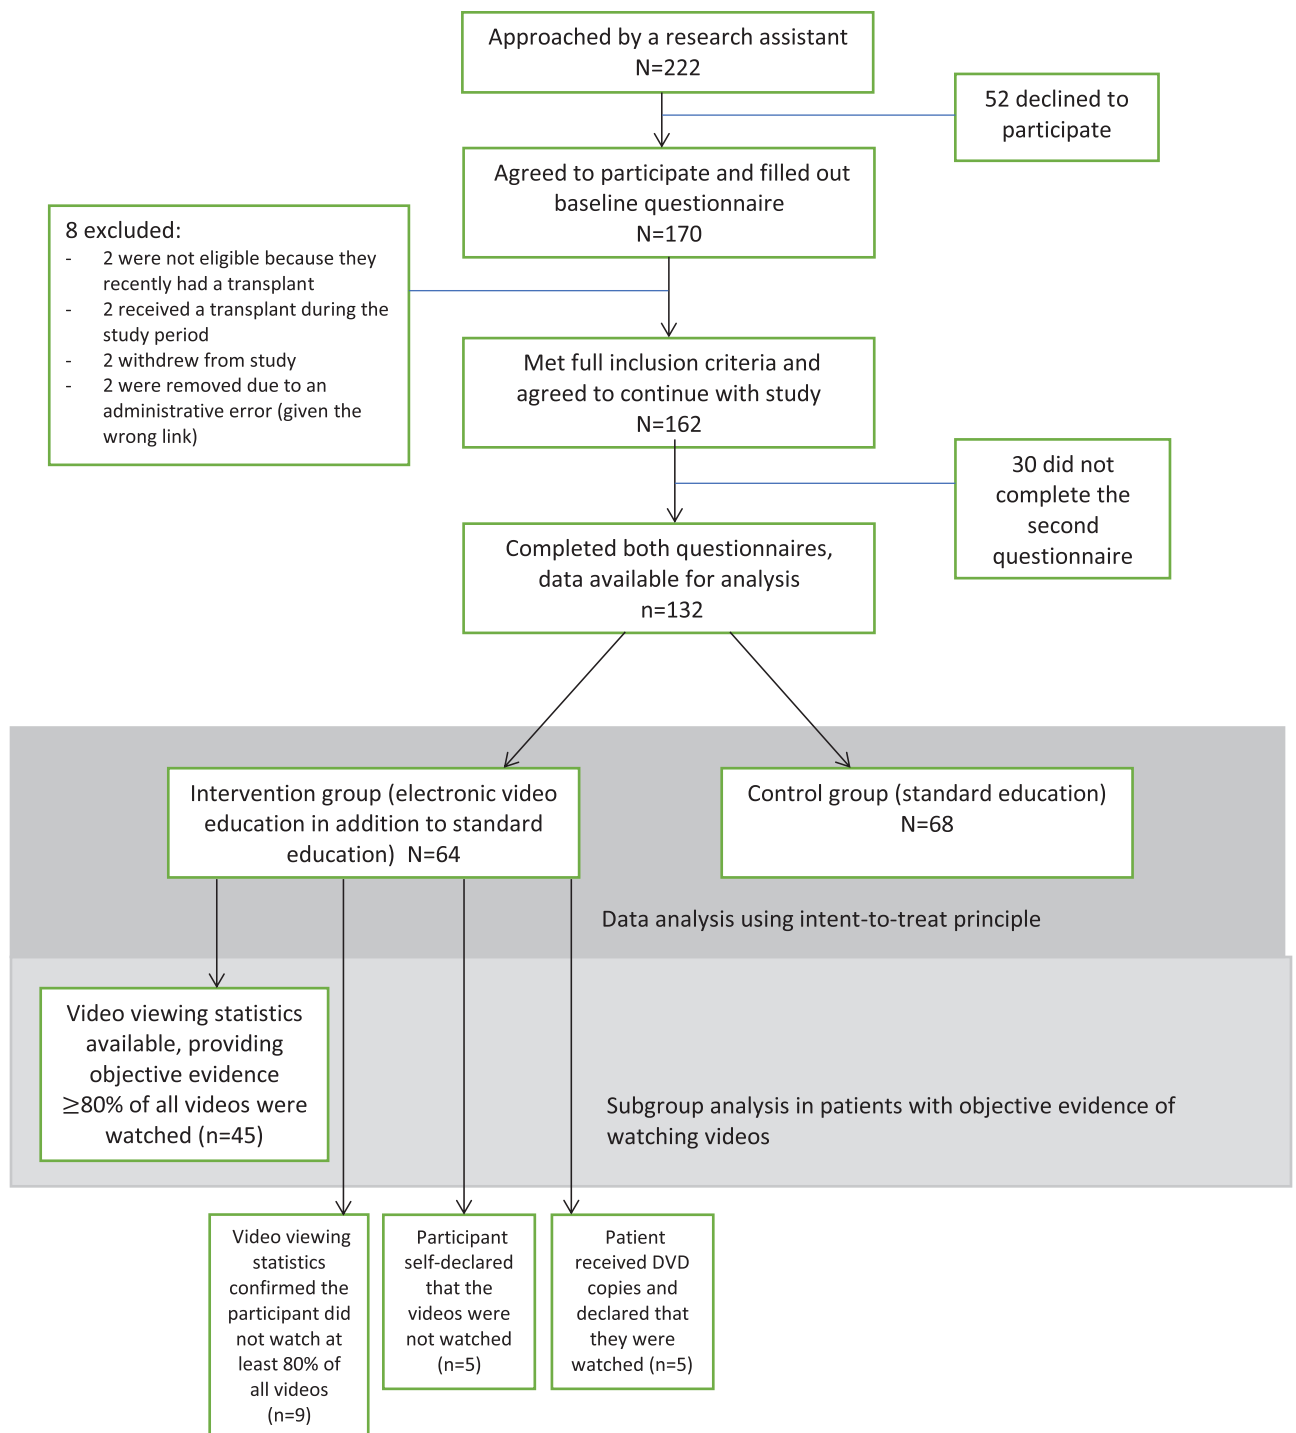 Approached by a research assistant
N=222
52 declined to
participate
Agreed to participate and filled out
baseline questionnaire
N=170
8 excluded:
- 2 were not eligible because they
recently had a transplant
- 2 received a transplant during the
study period
- 2 withdrew from study
- 2 were removed due to an
administrative error (given the
wrong link)
Met full inclusion criteria and
agreed to continue with study
N=162
30 did not
complete the
second
questionnaire
Completed both questionnaires,
data available for analysis
n=132
Intervention group (electronic video
education in addition to standard
education) N=64
Control group (standard education)
N=68
Data analysis using intent-to-treat principle
Video viewing statistics
available, providing
objective evidence
≥80% of all videos were
watched (n=45)
Subgroup analysis in patients with objective evidence of
watching videos
Video viewing
statistics
confirmed the
participant did
not watch at
least 80% of
all videos
(n=9)
Participant
self-declared
that the
videos were
not watched
(n=5)
Patient
received DVD
copies and
declared that
they were
watched (n=5)